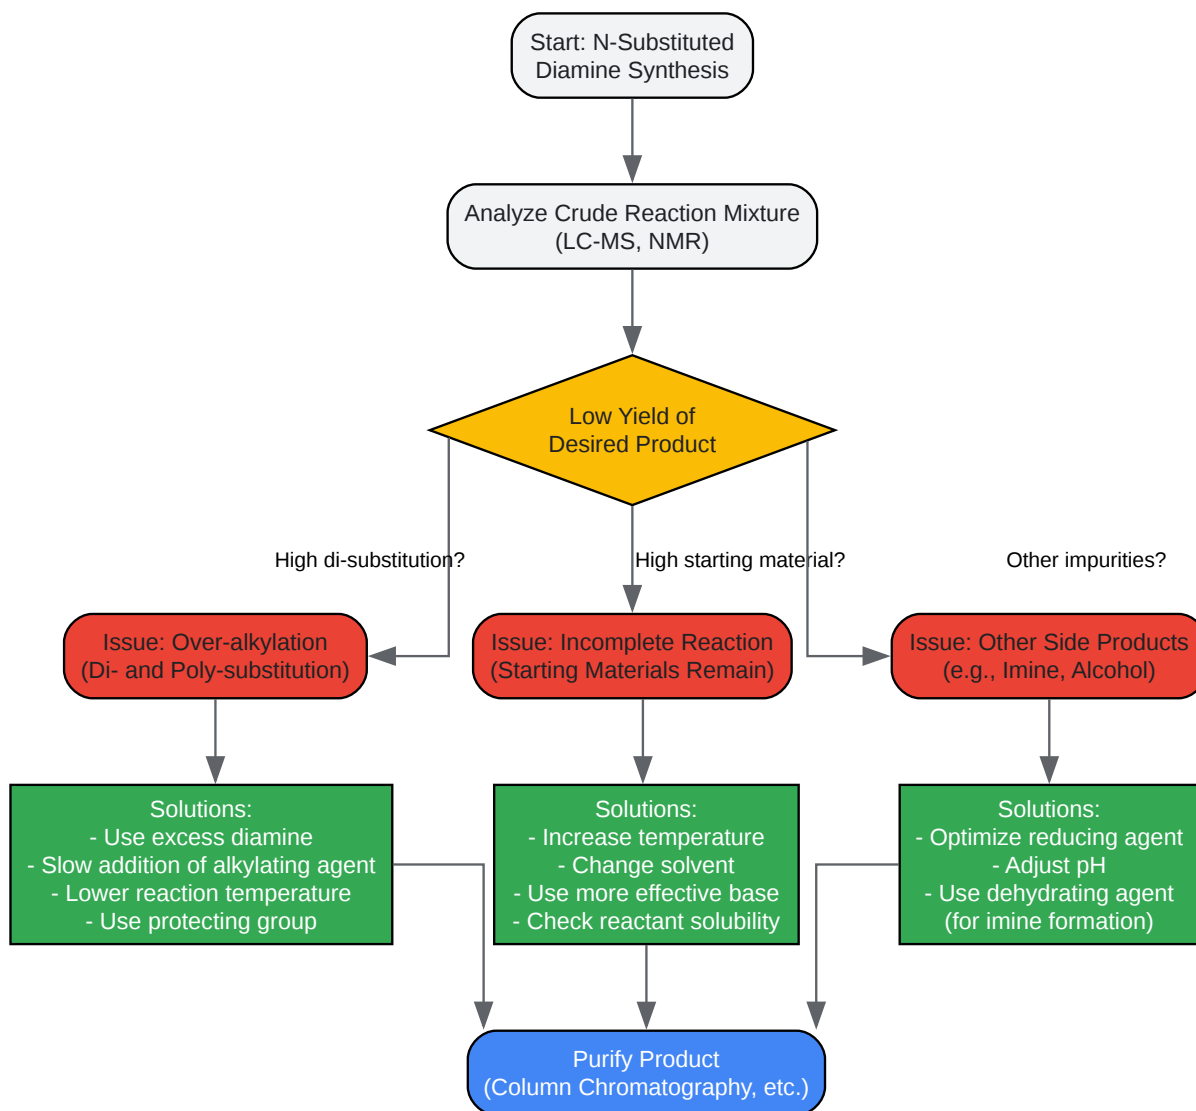 Start: N-Substituted
Diamine Synthesis
Analyze Crude Reaction Mixture
(LC-MS, NMR)
Low Yield of
Desired Product
High di-substitution?
High starting material?
Other impurities?
Issue: Over-alkylation
(Di- and Poly-substitution)
Issue: Incomplete Reaction
(Starting Materials Remain)
Issue: Other Side Products
(e.g., Imine, Alcohol)
Solutions:
- Use excess diamine
- Slow addition of alkylating agent
- Lower reaction temperature
- Use protecting group
Solutions:
- Increase temperature
- Change solvent
- Use more effective base
- Check reactant solubility
Solutions:
- Optimize reducing agent
- Adjust pH
- Use dehydrating agent
(for imine formation)
Purify Product
(Column Chromatography, etc.)